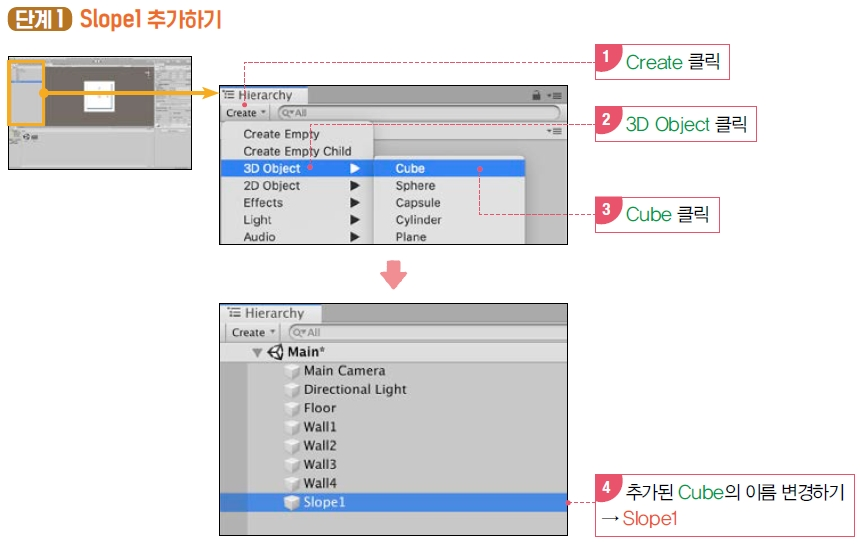 단계1 Slope1 추가하기
1 Create 클릭
Hierarchy
Create
All
2 3D Object 클릭
Create Empty
Create Empty Child
3D Object
Cube
2D Object
Sphere
Effects
Capsule
3 Cube 클릭
Light
Cylinder
Audio
Plane
Hierarchy
Create
All
Main*
Main Camera
Directional Light
Floor
Wall1
Wall2
Wall3
Wall4
Slope1
4 추가된 Cube의 이름 변경하기
→ Slope1